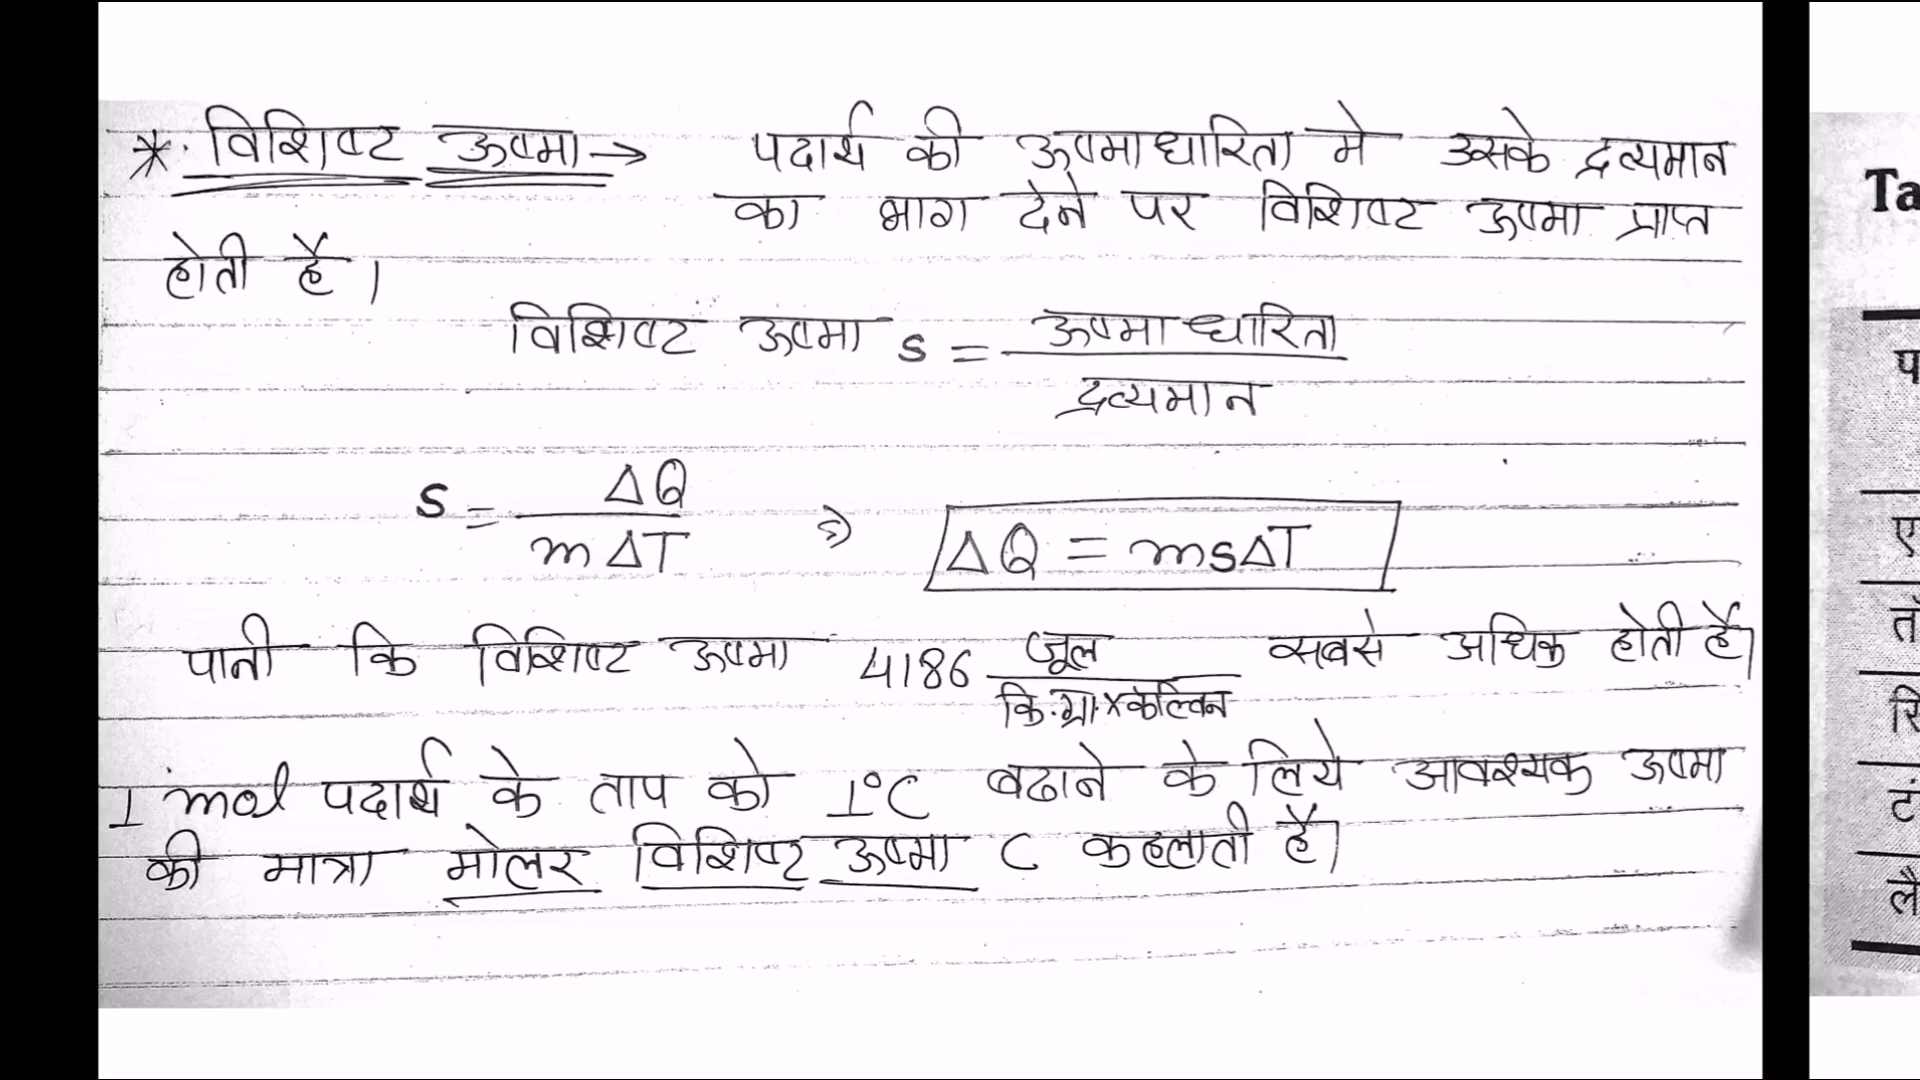 * विशिष्ट ऊष्मा → पदार्थ की ऊष्माधारिता मे उसके द्रव्यमान
का भाग देने पर विशिष्ट ऊष्मा प्राप्त
होती है।
विशिष्ट ऊष्मा s = ऊष्माधारिता
द्रव्यमान
s = ΔQ
mΔT
⇒ ΔQ = msΔT
पानी कि विशिष्ट ऊष्मा 4186 जूल सबसे अधिक होती है।
कि.ग्रा.×केल्विन
1 mol पदार्थ के ताप को 1°C बढाने के लिये आवश्यक ऊष्मा
की मात्रा मोलर विशिष्ट ऊष्मा C कहलाती है।
Ta